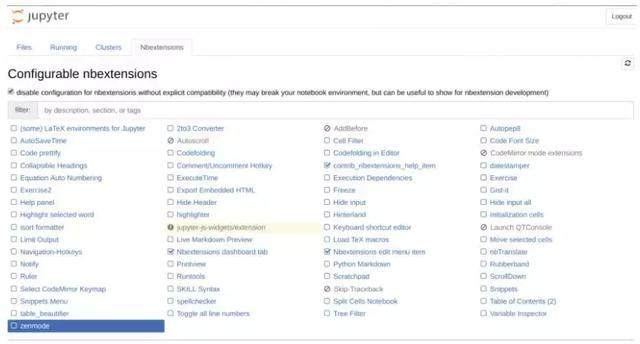 jupyter
Logout
Files Running Clusters Nbextensions
Configurable nbextensions
disable configuration for nbextensions without explicit compatibility (they may break your notebook environment, but can be useful to show for nbextension development)
filter: by description, section, or tags
(some) LaTeX environments for Jupyter 2to3 Converter AddBefore Autopep8
AutoSaveTime Autoscroll Cell Filter Code Font Size
Code prettify Codefolding Codefolding in Editor CodeMirror mode extensions
Collapsible Headings Comment/Uncomment Hotkey contrib_nbextensions_help_item datestamper
Equation Auto Numbering ExecuteTime Execution Dependencies Exercise
Exercise2 Export Embedded HTML Freeze Gist-it
Help panel Hide Header Hide input Hide input all
Highlight selected word highlighter Hinterland Initialization cells
isort formatter jupyter-js-widgets/extension Keyboard shortcut editor Launch QTConsole
Limit Output Live Markdown Preview Load TeX macros Move selected cells
Navigation-Hotkeys Nbextensions dashboard tab Nbextensions edit menu item nbTranslate
Notify Printview Python Markdown Rubberband
Ruler Runtools Scratchpad ScrollDown
Select CodeMirror Keymap SKILL Syntax Skip-Traceback Snippets
Snippets Menu spellchecker Split Cells Notebook Table of Contents (2)
table_beautifier Toggle all line numbers Tree Filter Variable Inspector
zenmode